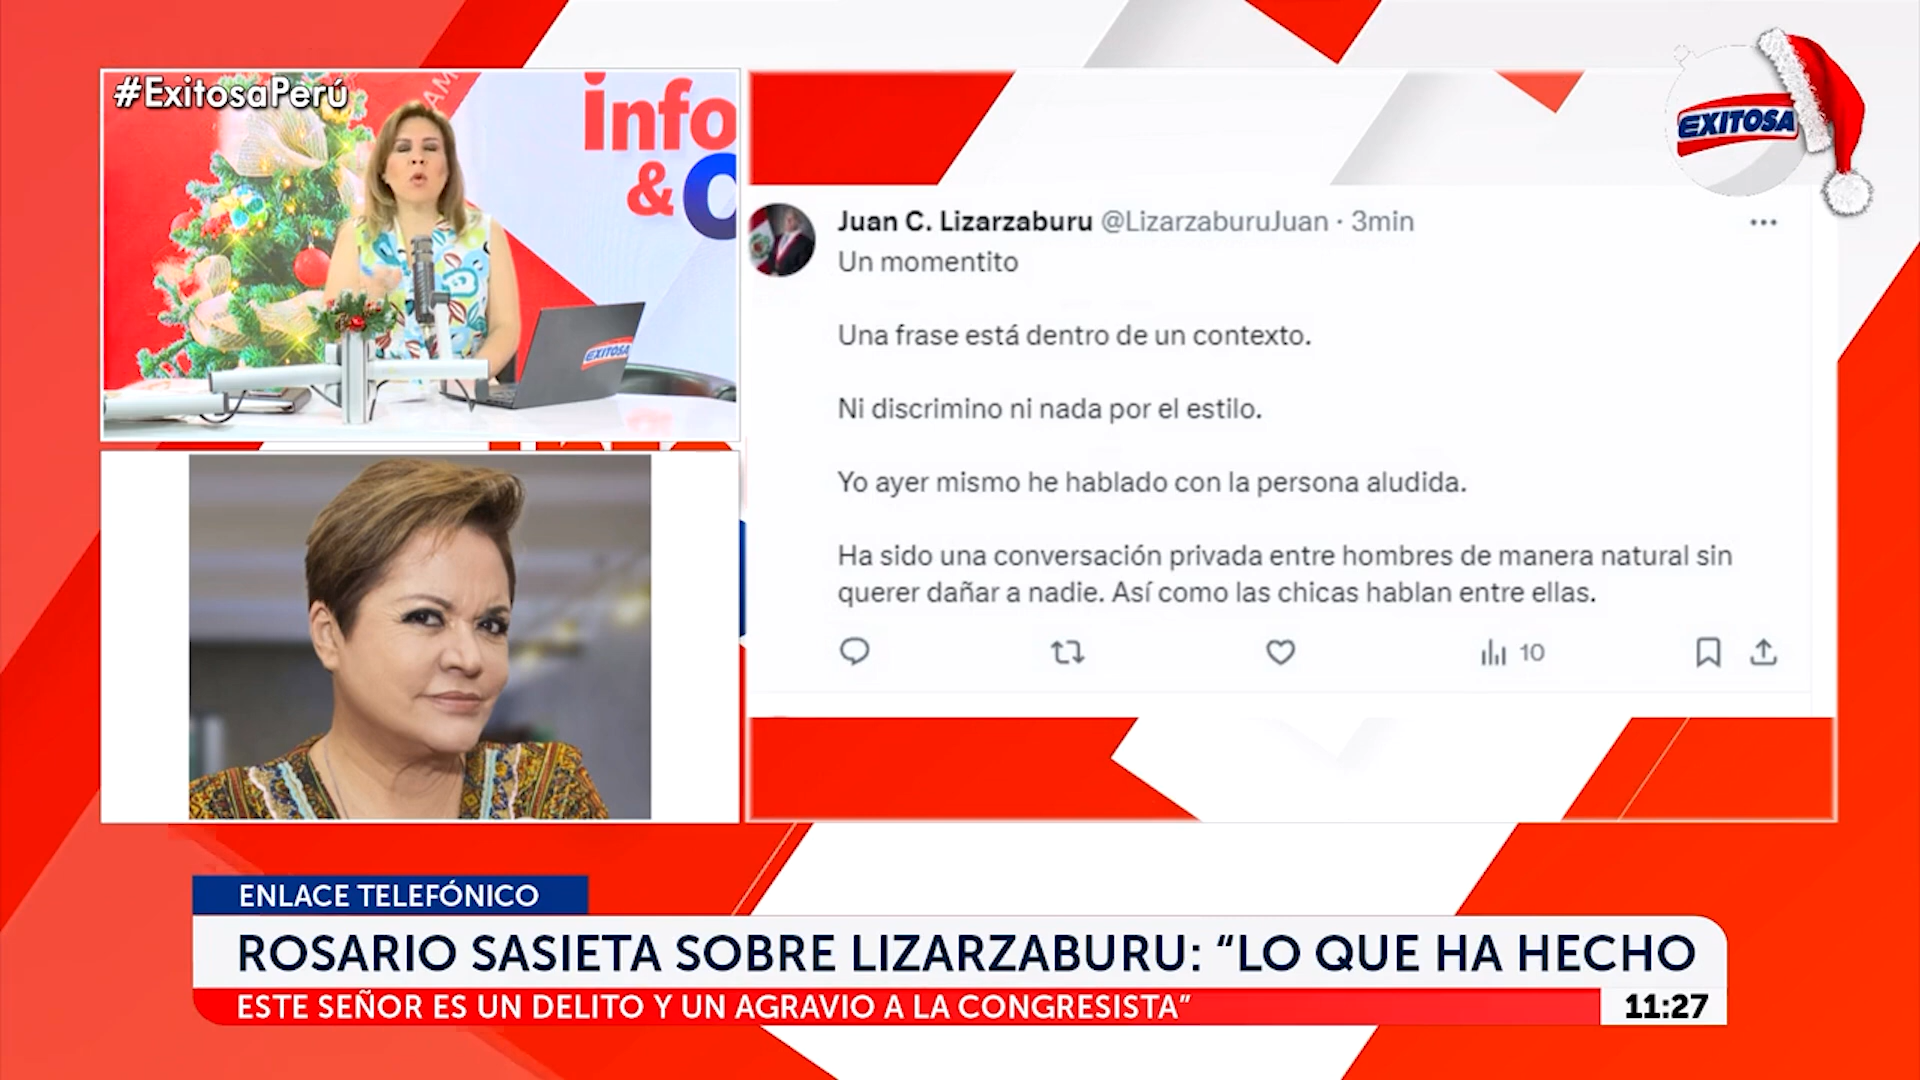 #ExitosaPerú
info
& C
EXITOSA
EXITOSA
Juan C. Lizarzaburu @LizarzaburuJuan · 3min
Un momentito
Una frase está dentro de un contexto.
Ni discrimino ni nada por el estilo.
Yo ayer mismo he hablado con la persona aludida.
Ha sido una conversación privada entre hombres de manera natural sin
querer dañar a nadie. Así como las chicas hablan entre ellas.
10
ENLACE TELEFÓNICO
ROSARIO SASIETA SOBRE LIZARZABURU: “LO QUE HA HECHO
ESTE SEÑOR ES UN DELITO Y UN AGRAVIO A LA CONGRESISTA”
11:27